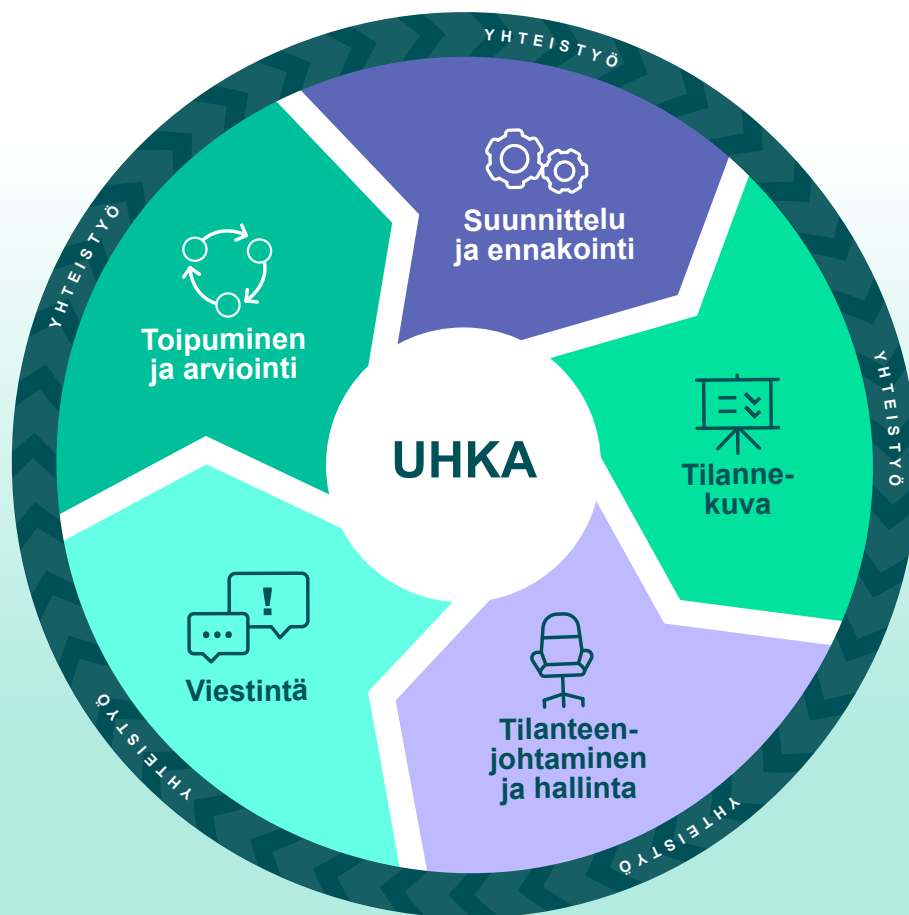 YHTEISTYÖ
Suunnittelu
ja ennakointi
YHTEISTYÖ
Toipuminen
ja arviointi
YHTEISTYÖ
UHKA
Tilanne-
kuva
Viestintä
Tilanteen-
johtaminen
ja hallinta
YHTEISTYÖ
YHTEISTYÖ